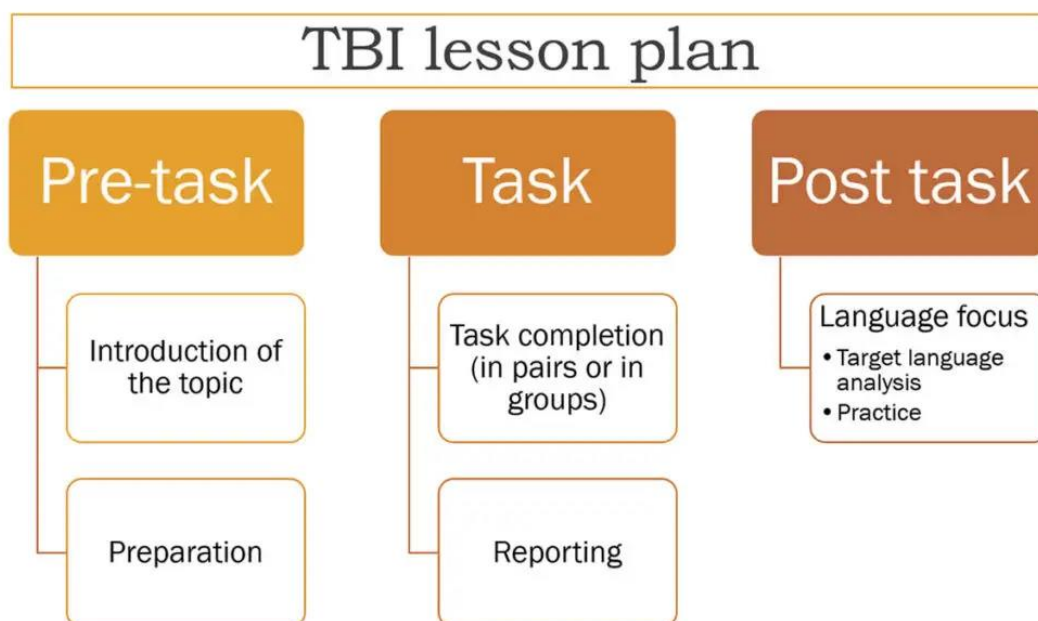 TBI lesson plan
Pre-task
Introduction of
the topic
Preparation
Task
Task completion
(in pairs or in
groups)
Reporting
Post task
Language focus
• Target language
analysis
• Practice